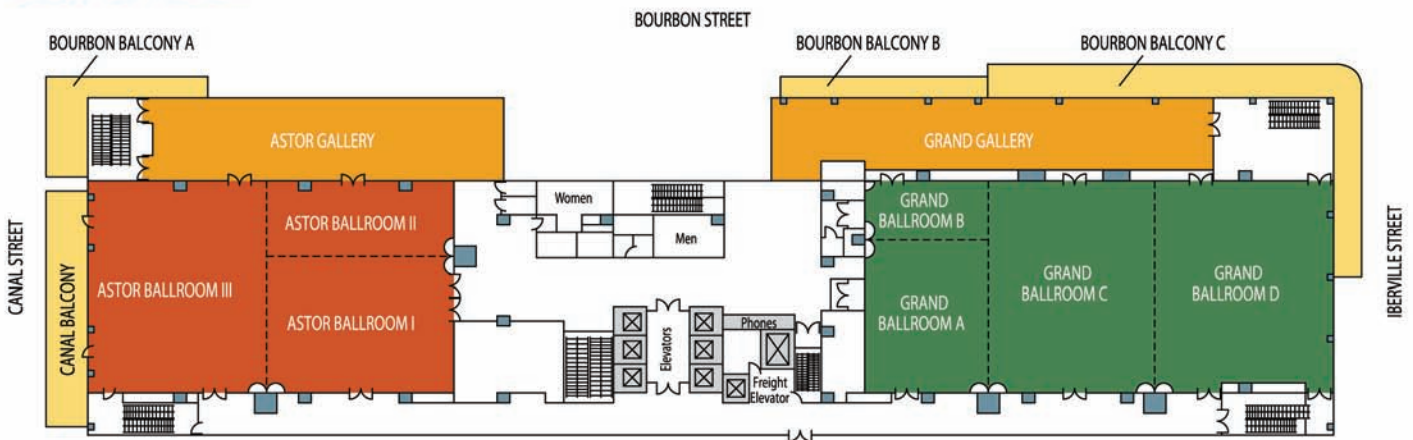 BOURBON STREET
BOURBON BALCONY A
BOURBON BALCONY B
BOURBON BALCONY C
ASTOR GALLERY
GRAND GALLERY
CANAL STREET
CANAL BALCONY
ASTOR BALLROOM III
ASTOR BALLROOM II
ASTOR BALLROOM I
Women
Men
Elevators
Phones
Freight
Elevator
GRAND
BALLROOM B
GRAND
BALLROOM A
GRAND
BALLROOM C
GRAND
BALLROOM D
IBERVILLE STREET